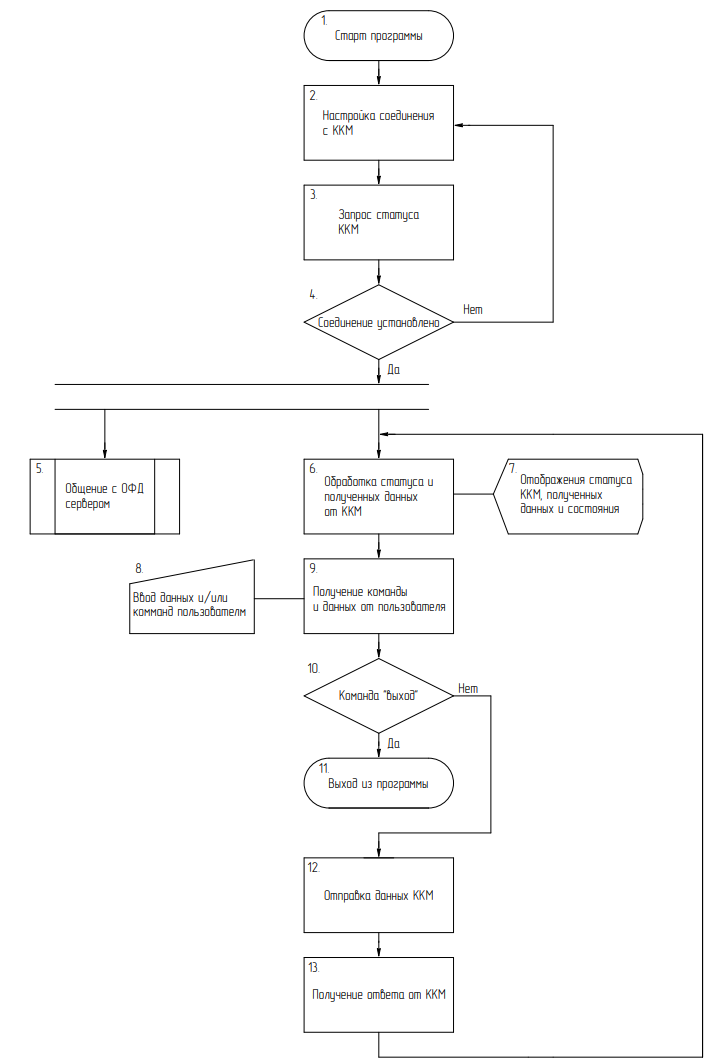 1.
Старт программы
2.
Настройка соединения
с ККМ
3.
Запрос статуса
ККМ
4.
Соединение установлено
Нет
Да
5.
Общение с ОФД
сервером
6.
Обработка статуса и
полученных данных
от ККМ
7.
Отображения статуса
ККМ, полученных
данных и состояния
8.
Ввод данных и/или
комманд пользователм
9.
Получение команды
и данных от пользователя
10.
Команда "выход"
Нет
Да
11.
Выход из программы
12.
Отправка данных ККМ
13.
Получение ответа от ККМ